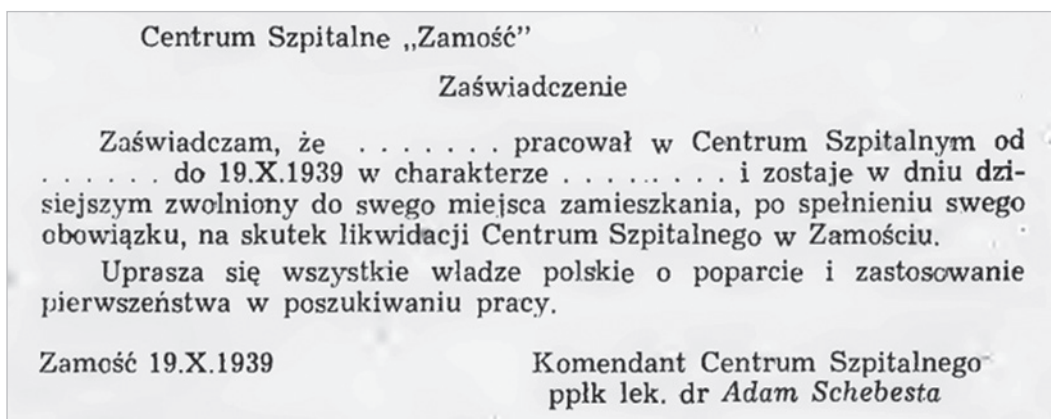 Centrum Szpitalne „Zamość”
Zaświadczenie
Zaświadczam, że . . . . . . . pracował w Centrum Szpitalnym od
. . . . . . do 19.X.1939 w charakterze . . . . . . . . . i zostaje w dniu dzi-
siejszym zwolniony do swego miejsca zamieszkania, po spełnieniu swego
obowiązku, na skutek likwidacji Centrum Szpitalnego w Zamościu.
Uprasza się wszystkie władze polskie o poparcie i zastosowanie
pierwszeństwa w poszukiwaniu pracy.
Zamość 19.X.1939 Komendant Centrum Szpitalnego
ppłk lek. dr Adam Schebesta